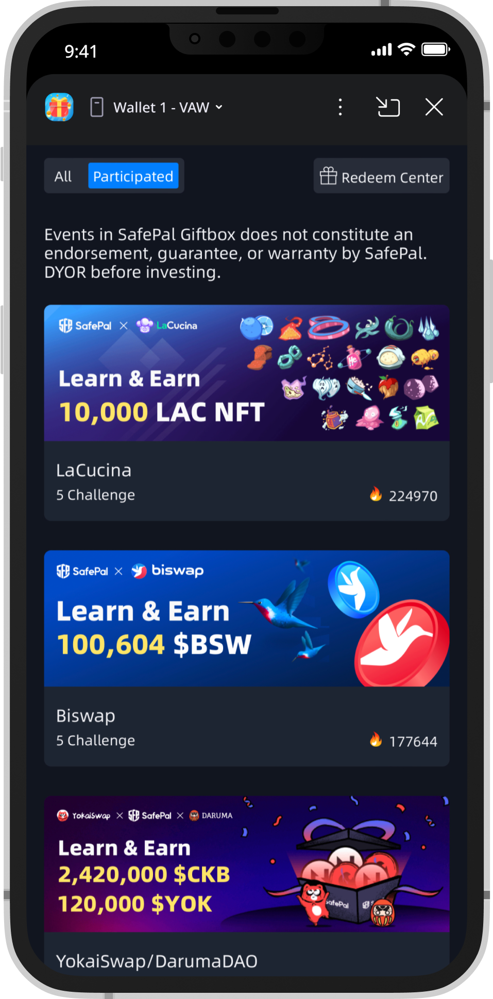 9:41
Wallet 1 - VAW
All
Participated
Redeem Center
Events in SafePal Giftbox does not constitute an
endorsement, guarantee, or warranty by SafePal.
DYOR before investing.
SafePal × LaCucina
Learn & Earn
10,000 LAC NFT
He
LaCucina
5 Challenge
224970
SafePal × biswap
Learn & Earn
100,604 $BSW
Biswap
5 Challenge
177644
YokaiSwap × SafePal × DARUMA
Learn & Earn
2,420,000 $CKB
120,000 $YOK
SafePal
YokaiSwap/DarumaDAO